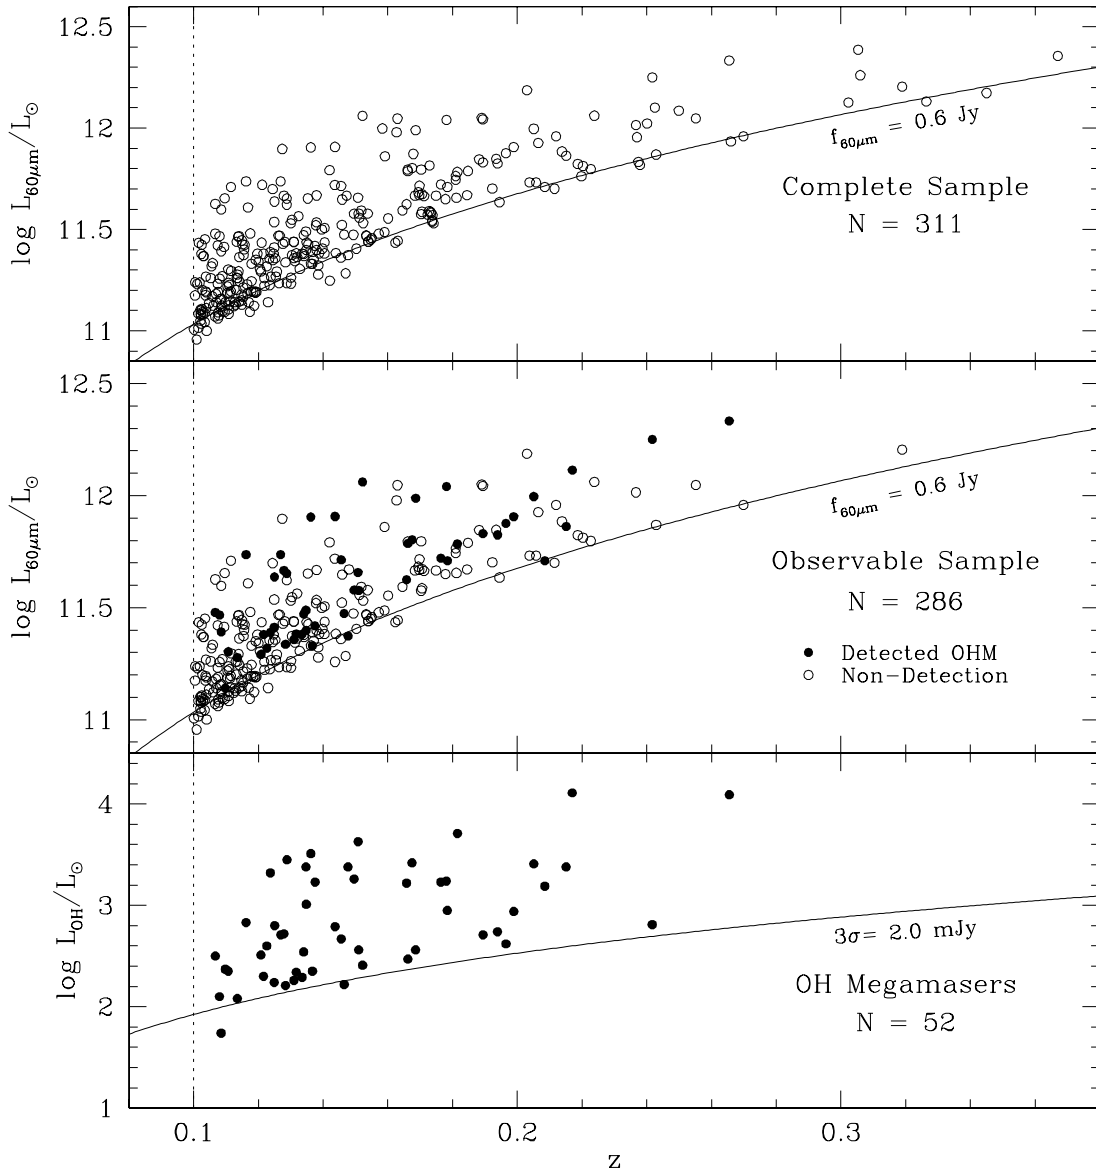 12.5
12
11.5
11
log L60μm/L⊙
f60μm = 0.6 Jy
Complete Sample
N = 311
12.5
12
11.5
11
log L60μm/L⊙
f60μm = 0.6 Jy
Observable Sample
N = 286
Detected OHM
Non-Detection
4
3
2
1
log LOH/L⊙
3σ= 2.0 mJy
OH Megamasers
N = 52
0.1 0.2 0.3
z